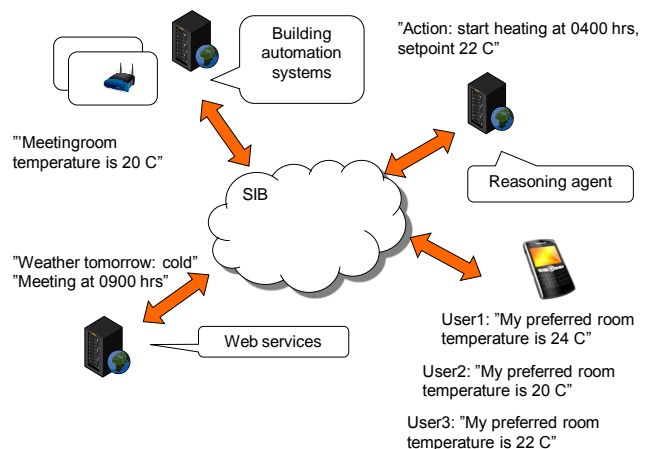 Building
automation
systems
"Action: start heating at 0400 hrs,
setpoint 22 C"
"'Meetingroom
temperature is 20 C"
Reasoning agent
SIB
"Weather tomorrow: cold"
"Meeting at 0900 hrs"
Web services
User1: "My preferred room
temperature is 24 C"
User2: "My preferred room
temperature is 20 C"
User3: "My preferred room
temperature is 22 C"